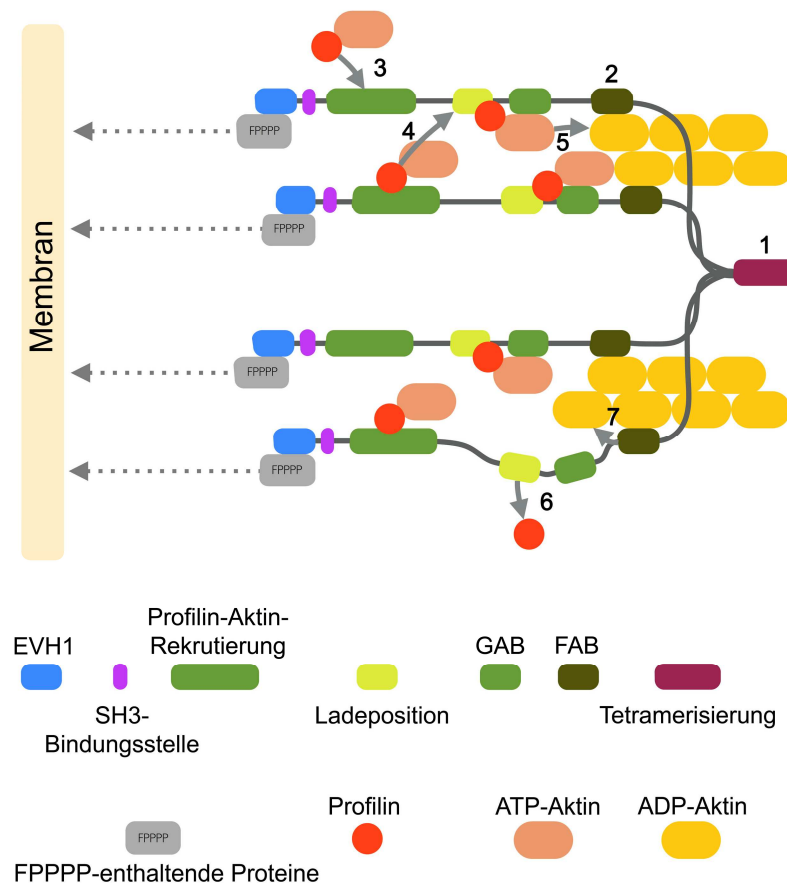 3
2
FPPPP
4
5
FPPPP
1
Membran
FPPPP
7
FPPPP
6
Profilin-Aktin-
EVH1 Rekrutierung GAB FAB
SH3- Ladeposition Tetramerisierung
Bindungsstelle
Profilin ATP-Aktin ADP-Aktin
FPPPP
FPPPP-enthaltende Proteine